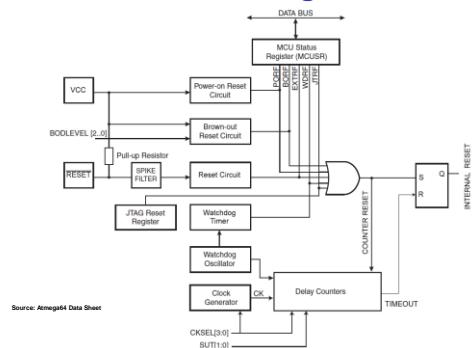 DATA BUS
MCU Status
Register (MCUSR)
PORF
BORF
EXTRF
WDRF
JTRF
VCC
Power-on Reset
Circuit
BODLEVEL [2..0]
Brown-out
Reset Circuit
Pull-up Resistor
RESET
SPIKE
FILTER
Reset Circuit
JTAG Reset
Register
Watchdog
Timer
Watchdog
Oscillator
Clock
Generator
CK
Delay Counters
TIMEOUT
COUNTER RESET
S
Q
R
INTERNAL RESET
CKSEL[3:0]
SUT[1:0]
Source: Atmega64 Data Sheet